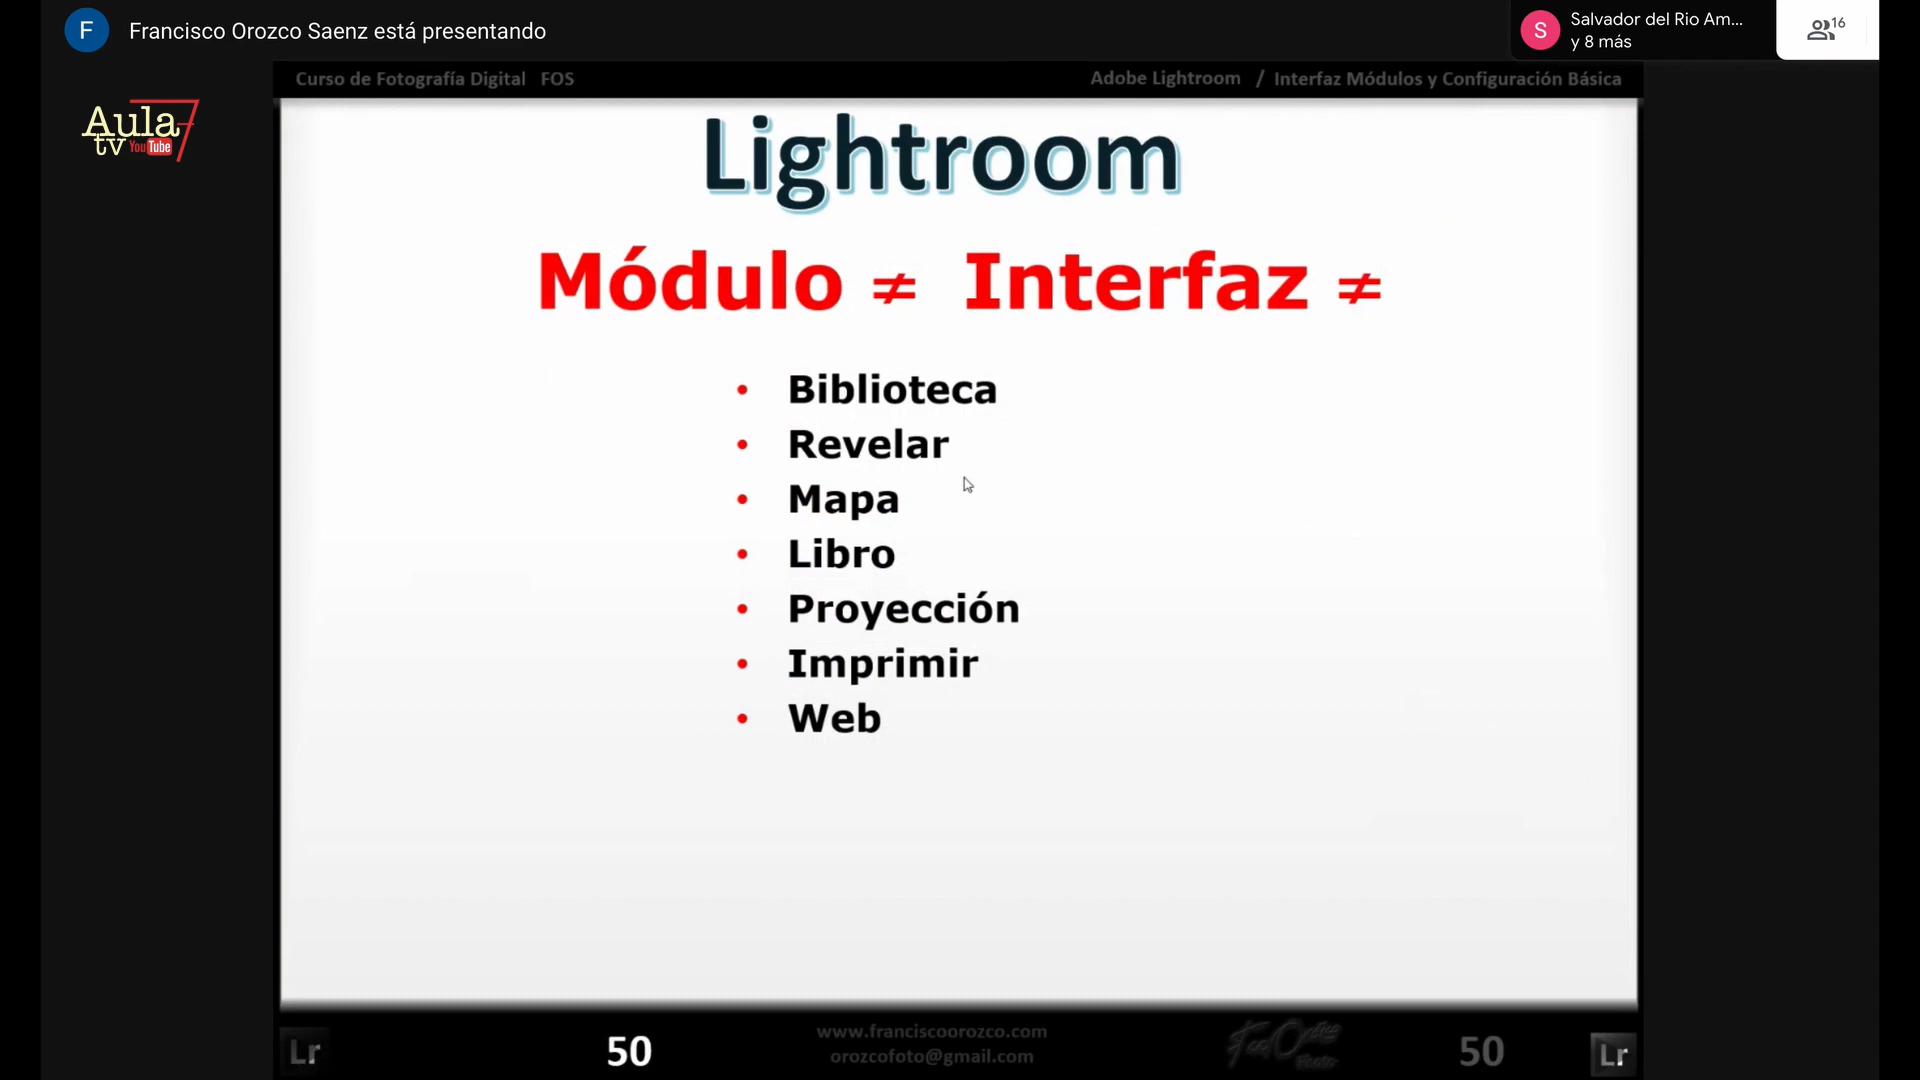 F Francisco Orozco Saenz está presentando
S Salvador del Rio Am...
y 8 más
16
Curso de Fotografía Digital FOS
Adobe Lightroom / Interfaz Módulos y Configuración Básica
Aula7
tv YouTube
Lightroom
Módulo ≠ Interfaz ≠
• Biblioteca
• Revelar
• Mapa
• Libro
• Proyección
• Imprimir
• Web
Lr
50
www.franciscoorozco.com
orozcofoto@gmail.com
50
Lr